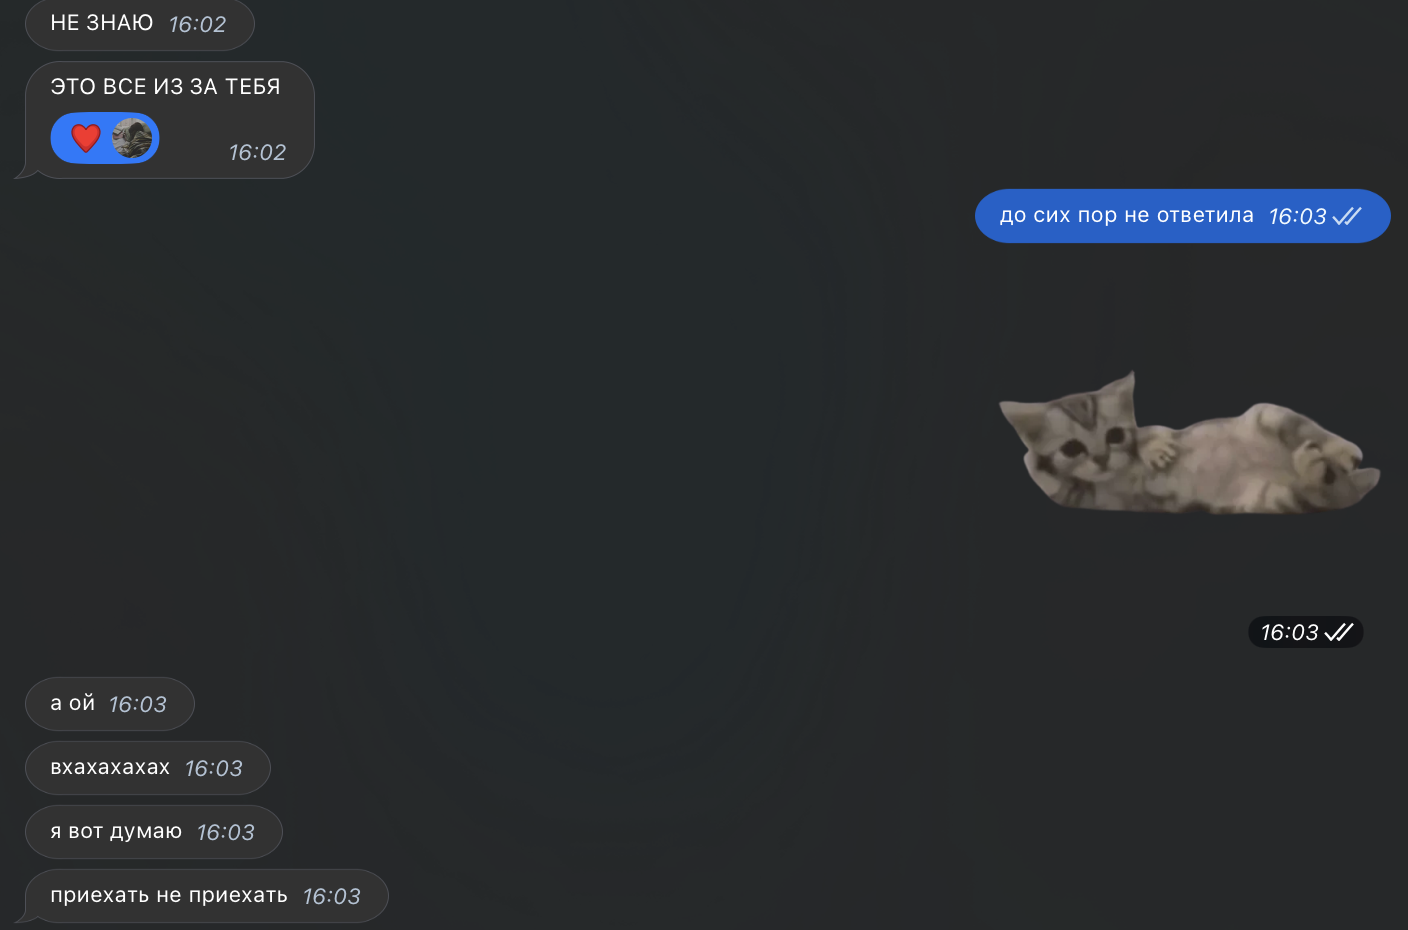 НЕ ЗНАЮ 16:02
ЭТО ВСЕ ИЗ ЗА ТЕБЯ
16:02
до сих пор не ответила 16:03
16:03
а ой 16:03
вхахахахах 16:03
я вот думаю 16:03
приехать не приехать 16:03